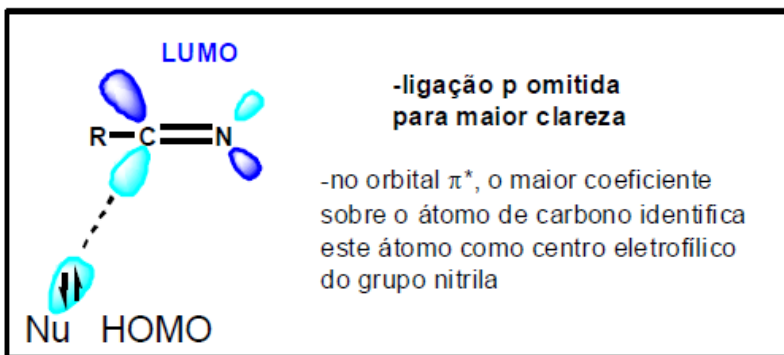 LUMO
-ligação p omitida
para maior clareza
R C N
-no orbital π*, o maior coeficiente
sobre o átomo de carbono identifica
este átomo como centro eletrofílico
do grupo nitrila
Nu HOMO